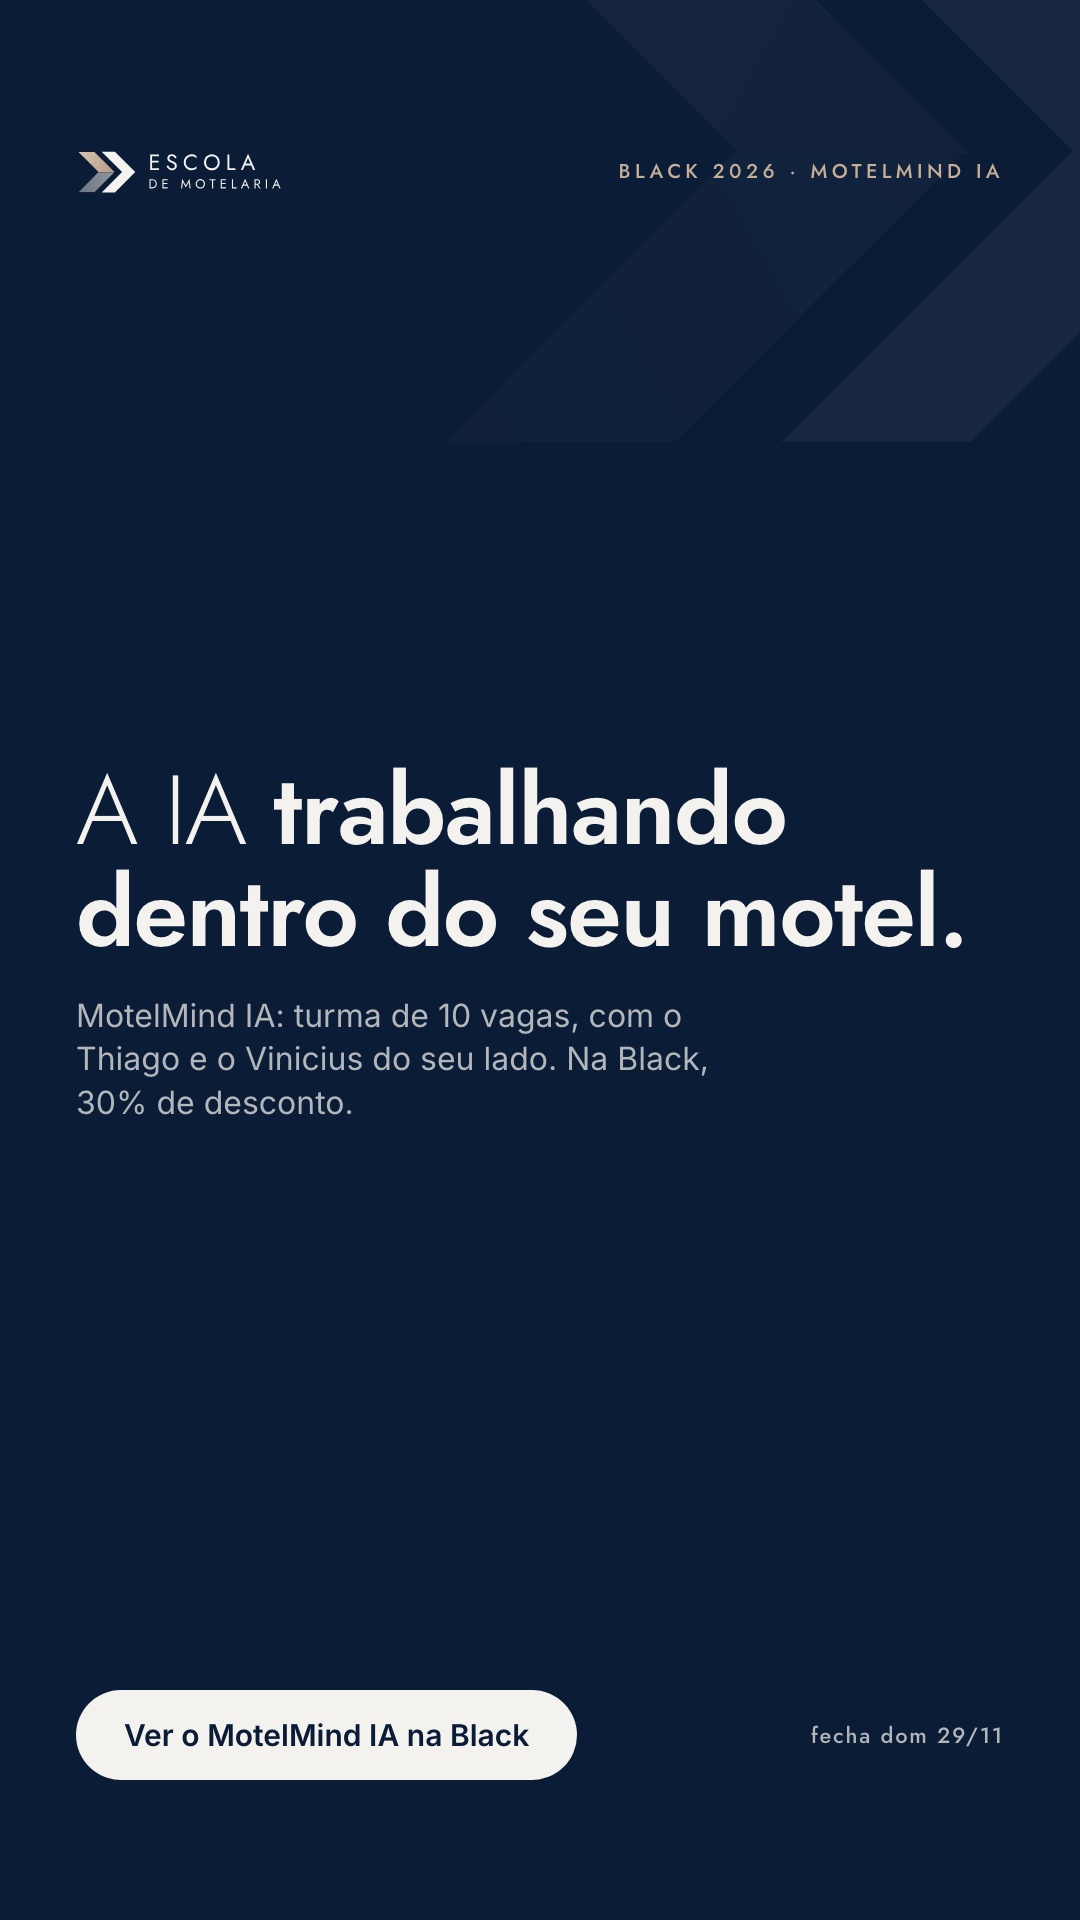 ESCOLA
DE MOTELARIA
BLACK 2026 · MOTELMIND IA
A IA trabalhando
dentro do seu motel.
MotelMind IA: turma de 10 vagas, com o
Thiago e o Vinicius do seu lado. Na Black,
30% de desconto.
Ver o MotelMind IA na Black
fecha dom 29/11